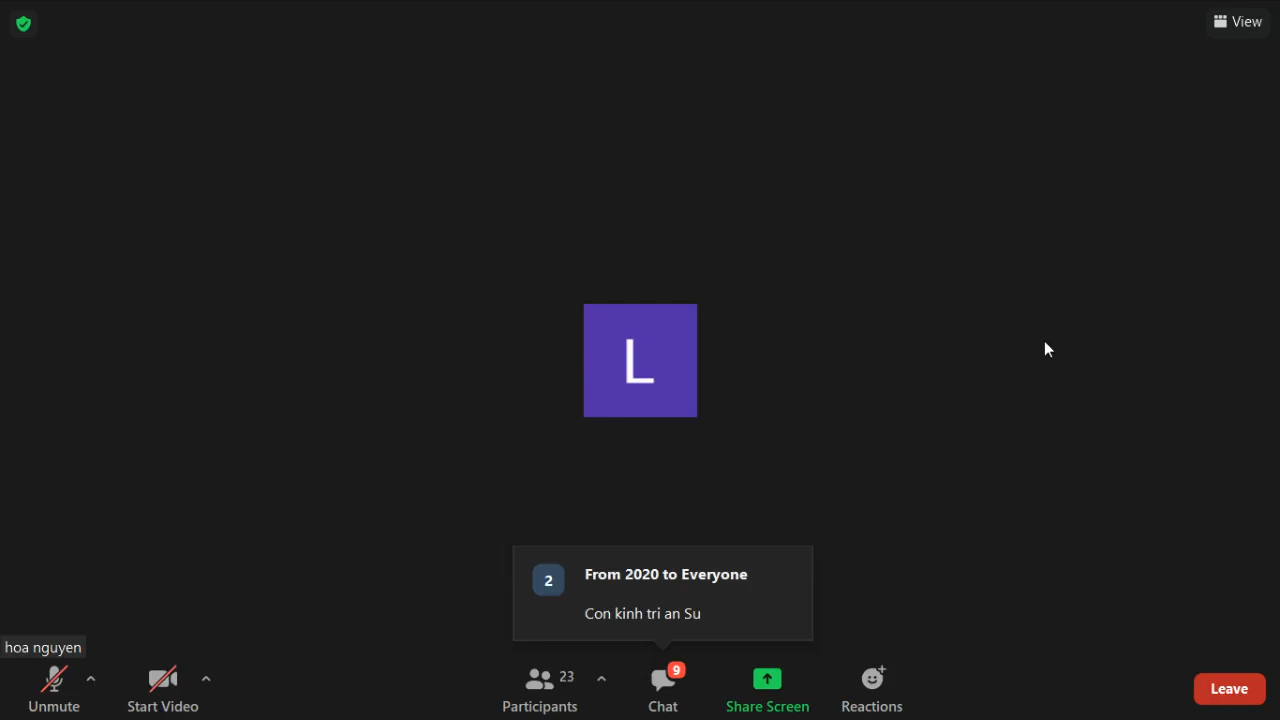 View
L
2
From 2020 to Everyone
Con kinh tri an Su
hoa nguyen
23
9
Unmute
Start Video
Participants
Chat
Share Screen
Reactions
Leave